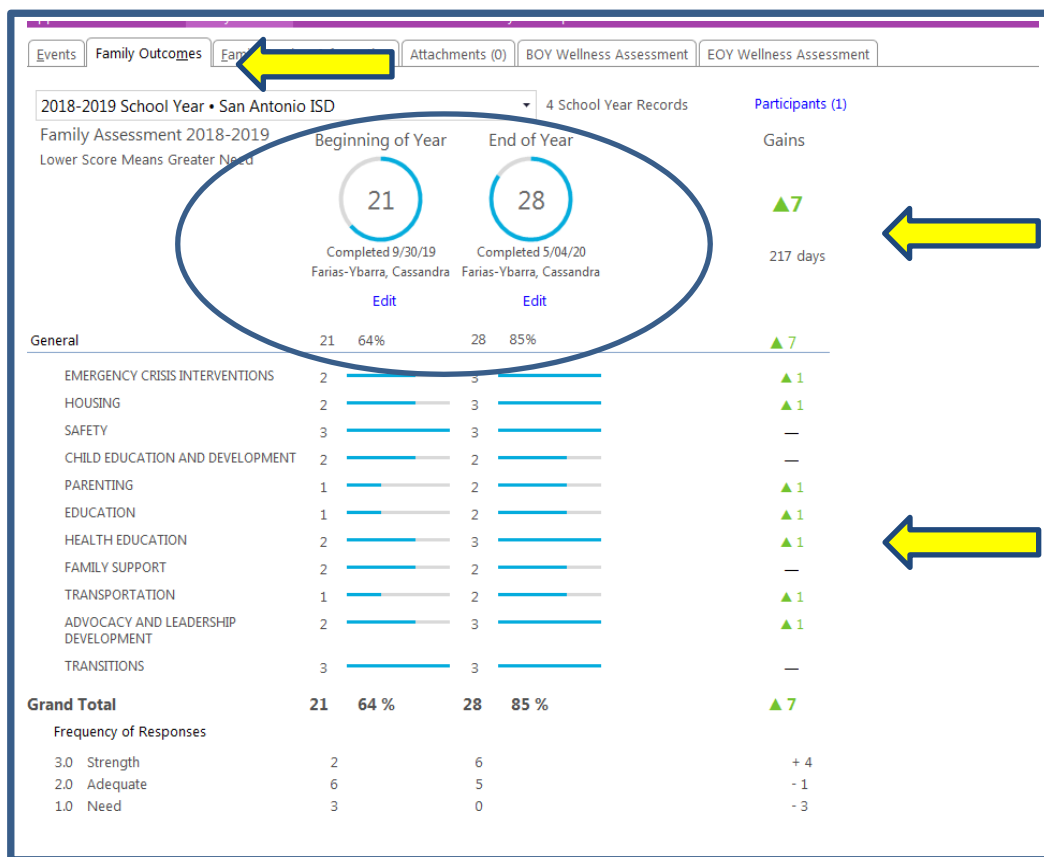 Events Family Outcomes Attachments (0) BOY Wellness Assessment EOY Wellness Assessment
2018-2019 School Year • San Antonio ISD 4 School Year Records Participants (1)
Family Assessment 2018-2019 Beginning of Year End of Year Gains
Lower Score Means Greater Need
21 28 ▲7
Completed 9/30/19 Completed 5/04/20 217 days
Farias-Ybarra, Cassandra Farias-Ybarra, Cassandra
Edit Edit
General 21 64% 28 85% ▲ 7
EMERGENCY CRISIS INTERVENTIONS 2 3 ▲ 1
HOUSING 2 3 ▲ 1
SAFETY 3 3 —
CHILD EDUCATION AND DEVELOPMENT 2 2 —
PARENTING 1 2 ▲ 1
EDUCATION 1 2 ▲ 1
HEALTH EDUCATION 2 3 ▲ 1
FAMILY SUPPORT 2 2 —
TRANSPORTATION 1 2 ▲ 1
ADVOCACY AND LEADERSHIP 2 3 ▲ 1
DEVELOPMENT
TRANSITIONS 3 3 —
Grand Total 21 64 % 28 85 % ▲ 7
Frequency of Responses
3.0 Strength 2 6 + 4
2.0 Adequate 6 5 - 1
1.0 Need 3 0 - 3